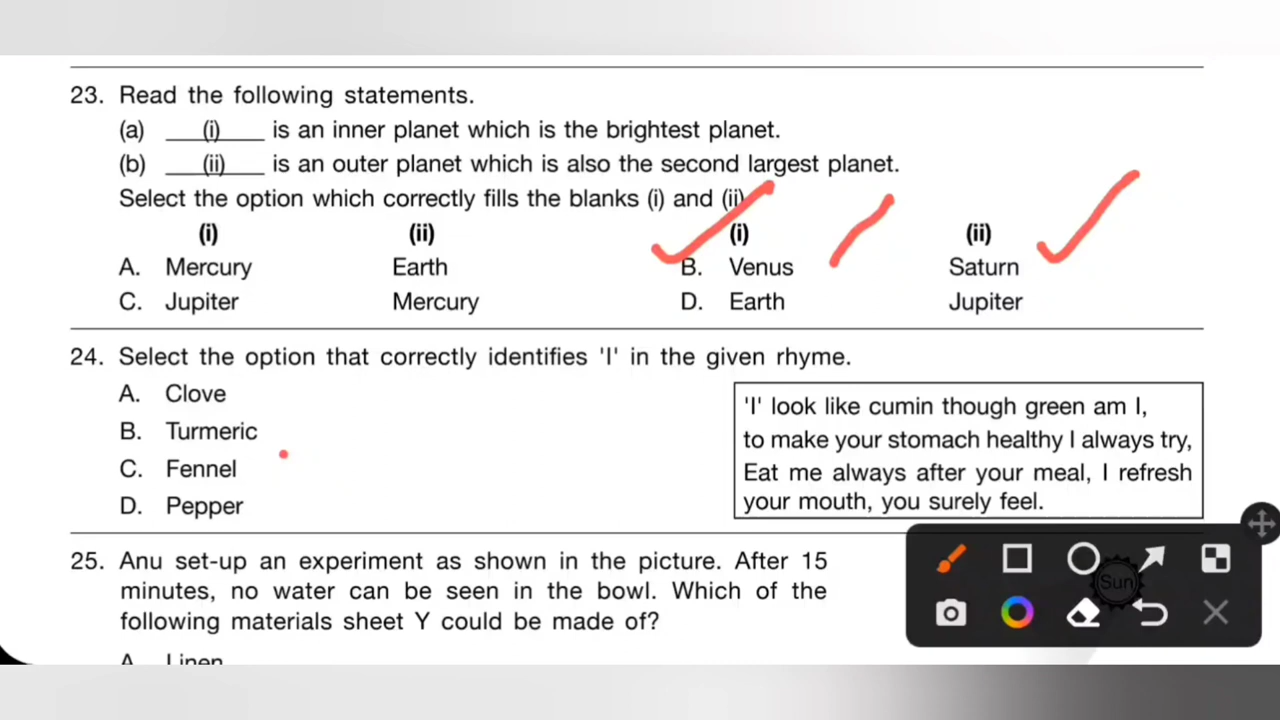 23. Read the following statements.
(a) (i) is an inner planet which is the brightest planet.
(b) (ii) is an outer planet which is also the second largest planet.
Select the option which correctly fills the blanks (i) and (ii)
(i) (ii) (i) (ii)
A. Mercury Earth B. Venus Saturn
C. Jupiter Mercury D. Earth Jupiter
24. Select the option that correctly identifies 'I' in the given rhyme.
A. Clove
B. Turmeric
C. Fennel
D. Pepper
'I' look like cumin though green am I,
to make your stomach healthy I always try,
Eat me always after your meal, I refresh
your mouth, you surely feel.
25. Anu set-up an experiment as shown in the picture. After 15
minutes, no water can be seen in the bowl. Which of the
following materials sheet Y could be made of?
A. Linen
Sun